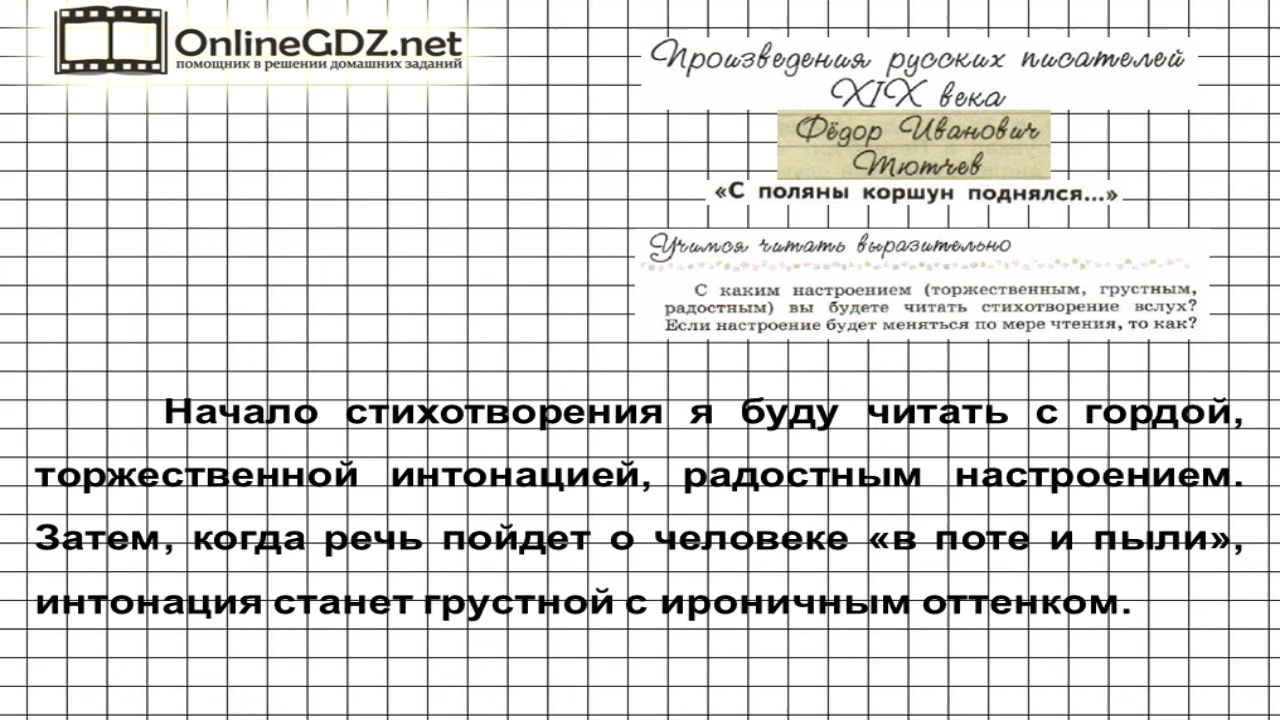 OnlineGDZ.net
помощник в решении домашних заданий
Произведения русских писателей
XIX века
Фёдор Иванович
Тютчев
«С поляны коршун поднялся...»
Учимся читать выразительно
С каким настроением (торжественным, грустным,
радостным) вы будете читать стихотворение вслух?
Если настроение будет меняться по мере чтения, то как?
Начало стихотворения я буду читать с гордой,
торжественной интонацией, радостным настроением.
Затем, когда речь пойдет о человеке «в поте и пыли»,
интонация станет грустной с ироничным оттенком.